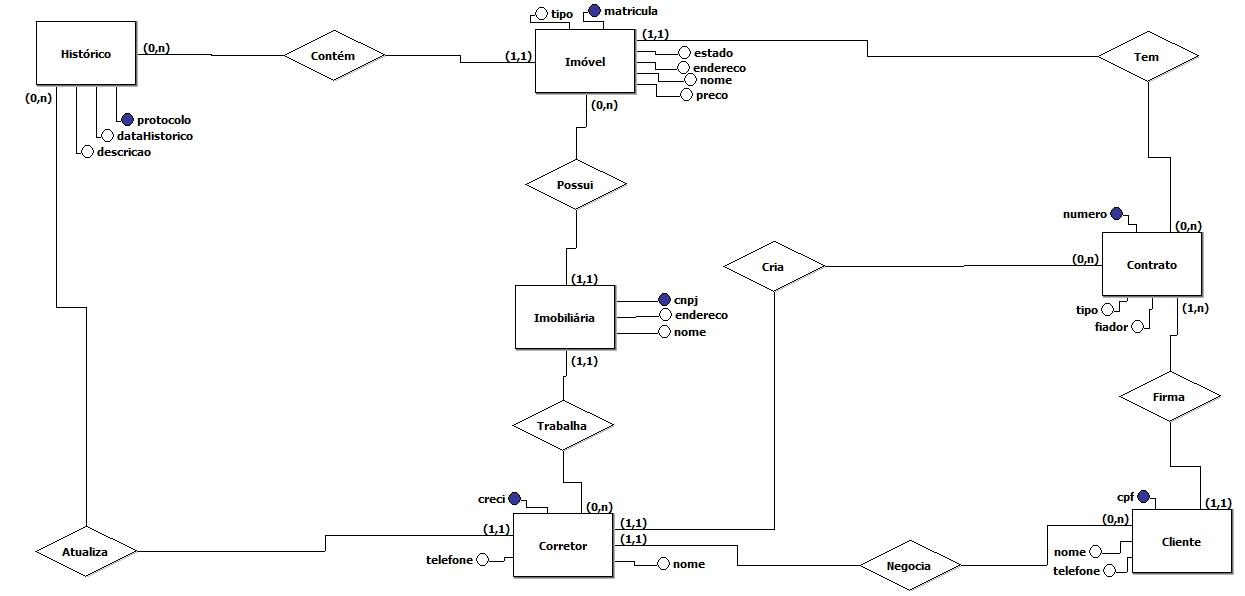 tipo
matricula
Histórico
(0,n)
Contém
(1,1)
Imóvel
(1,1)
estado
endereco
nome
preco
Tem
(0,n)
protocolo
dataHistorico
descricao
(0,n)
Possui
(1,1)
numero
(0,n)
Cria
(0,n)
Contrato
tipo
fiador
(1,n)
Imobiliária
cnpj
endereco
nome
(1,1)
Trabalha
Firma
creci
(0,n)
(1,1)
Corretor
(1,1)
(1,1)
telefone
nome
Atualiza
Negocia
cpf
(1,1)
(0,n)
Cliente
nome
telefone